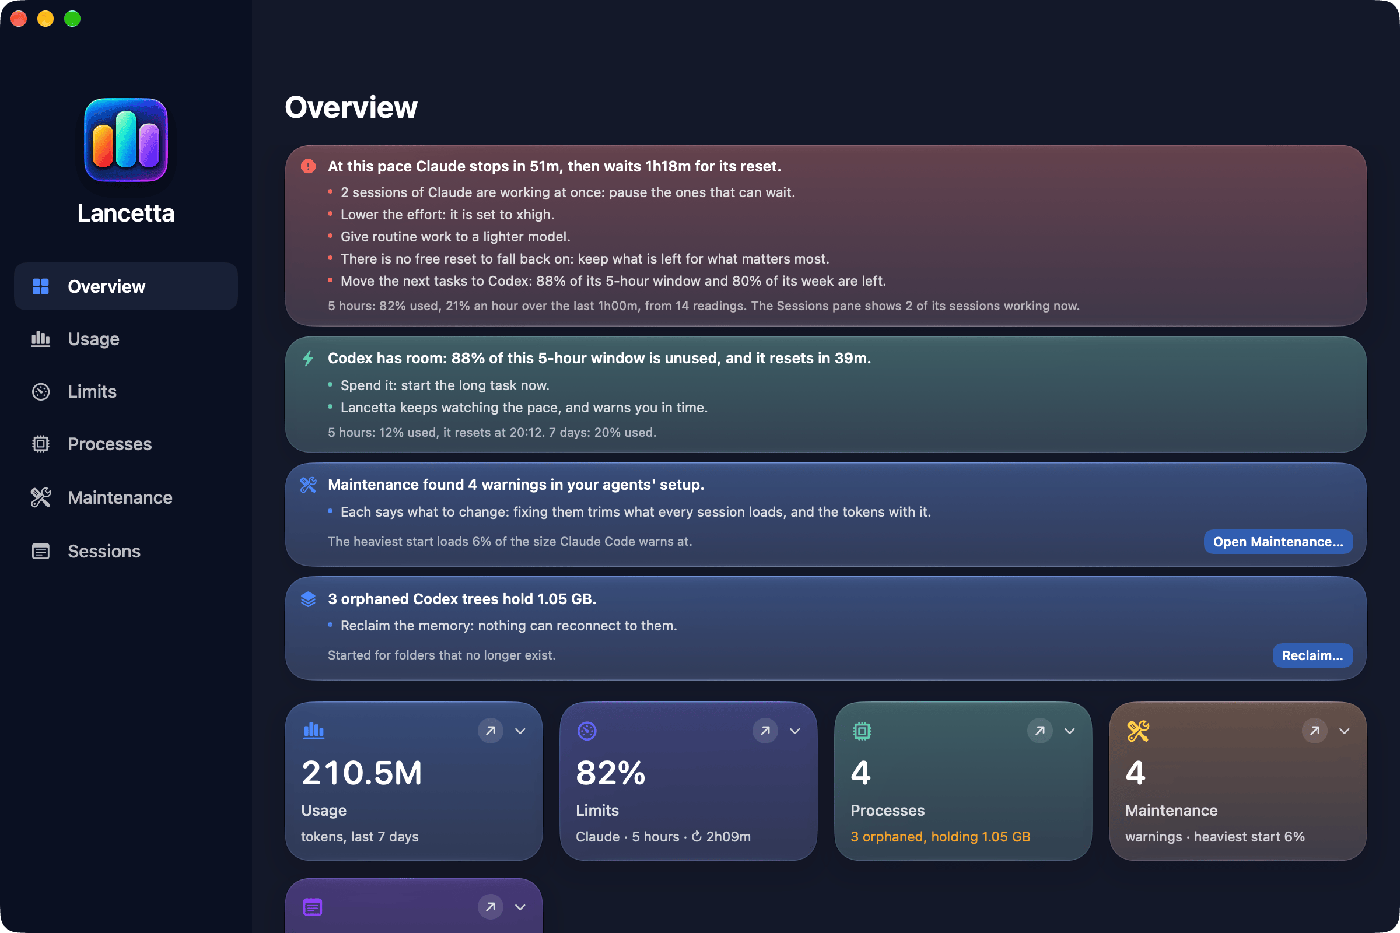 Lancetta
Overview
Usage
Limits
Processes
Maintenance
Sessions
Overview
At this pace Claude stops in 51m, then waits 1h18m for its reset.
• 2 sessions of Claude are working at once: pause the ones that can wait.
• Lower the effort: it is set to xhigh.
• Give routine work to a lighter model.
• There is no free reset to fall back on: keep what is left for what matters most.
• Move the next tasks to Codex: 88% of its 5-hour window and 80% of its week are left.
5 hours: 82% used, 21% an hour over the last 1h00m, from 14 readings. The Sessions pane shows 2 of its sessions working now.
Codex has room: 88% of this 5-hour window is unused, and it resets in 39m.
• Spend it: start the long task now.
• Lancetta keeps watching the pace, and warns you in time.
5 hours: 12% used, it resets at 20:12. 7 days: 20% used.
Maintenance found 4 warnings in your agents' setup.
• Each says what to change: fixing them trims what every session loads, and the tokens with it.
The heaviest start loads 6% of the size Claude Code warns at.
Open Maintenance...
3 orphaned Codex trees hold 1.05 GB.
• Reclaim the memory: nothing can reconnect to them.
Started for folders that no longer exist.
Reclaim...
210.5M
Usage
tokens, last 7 days
82%
Limits
Claude · 5 hours · ↻ 2h09m
4
Processes
3 orphaned, holding 1.05 GB
4
Maintenance
warnings · heaviest start 6%